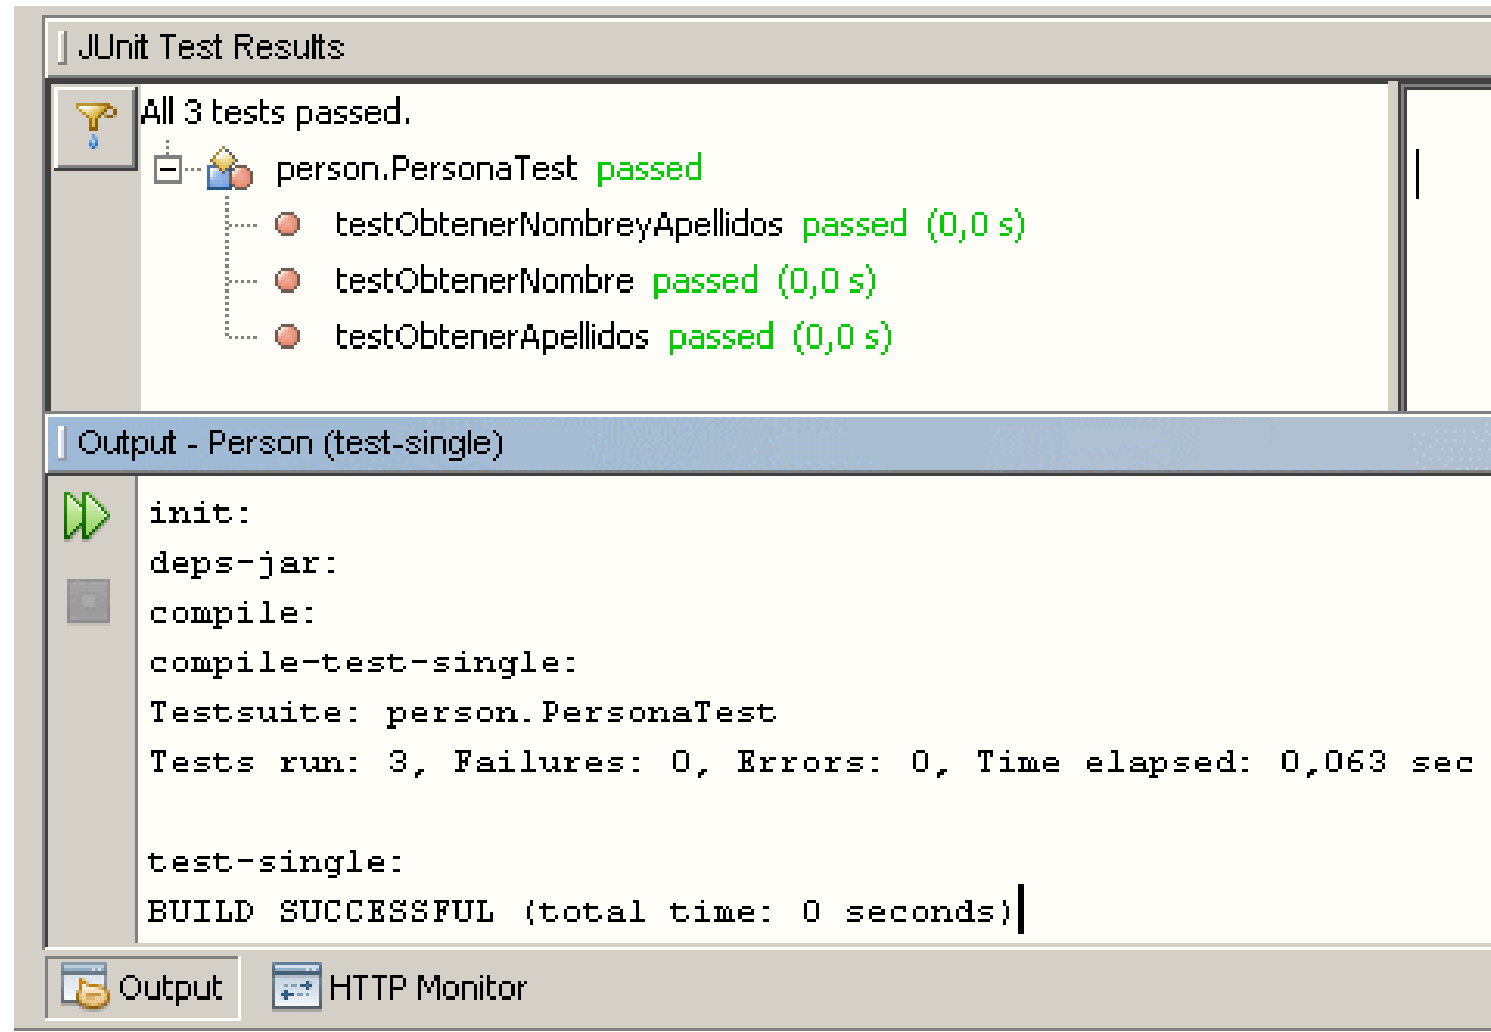 JUnit Test Results
All 3 tests passed.
person.PersonaTest passed
testObtenerNombreyApellidos passed (0,0 s)
testObtenerNombre passed (0,0 s)
testObtenerApellidos passed (0,0 s)
Output - Person (test-single)
init:
deps-jar:
compile:
compile-test-single:
Testsuite: person.PersonaTest
Tests run: 3, Failures: 0, Errors: 0, Time elapsed: 0,063 sec
test-single:
BUILD SUCCESSFUL (total time: 0 seconds)
Output HTTP Monitor